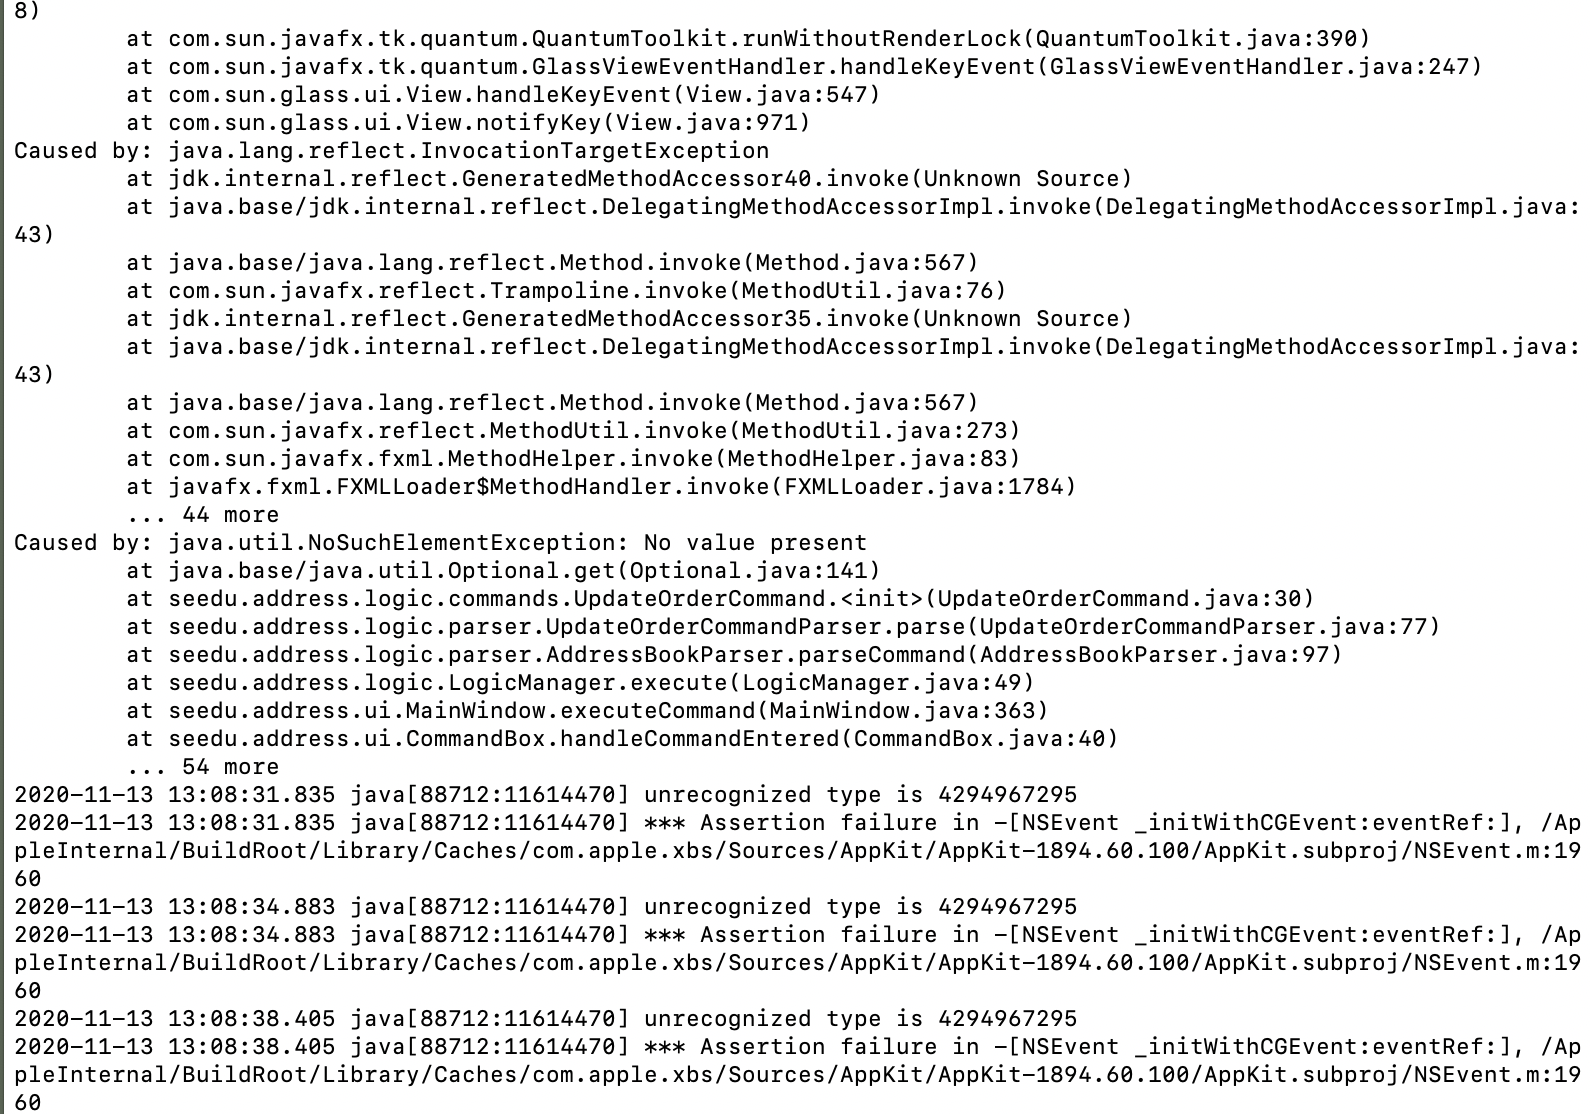 8)
at com.sun.javafx.tk.quantum.QuantumToolkit.runWithoutRenderLock(QuantumToolkit.java:390)
at com.sun.javafx.tk.quantum.GlassViewEventHandler.handleKeyEvent(GlassViewEventHandler.java:247)
at com.sun.glass.ui.View.handleKeyEvent(View.java:547)
at com.sun.glass.ui.View.notifyKey(View.java:971)
Caused by: java.lang.reflect.InvocationTargetException
at jdk.internal.reflect.GeneratedMethodAccessor40.invoke(Unknown Source)
at java.base/jdk.internal.reflect.DelegatingMethodAccessorImpl.invoke(DelegatingMethodAccessorImpl.java:
43)
at java.base/java.lang.reflect.Method.invoke(Method.java:567)
at com.sun.javafx.reflect.Trampoline.invoke(MethodUtil.java:76)
at jdk.internal.reflect.GeneratedMethodAccessor35.invoke(Unknown Source)
at java.base/jdk.internal.reflect.DelegatingMethodAccessorImpl.invoke(DelegatingMethodAccessorImpl.java:
43)
at java.base/java.lang.reflect.Method.invoke(Method.java:567)
at com.sun.javafx.reflect.MethodUtil.invoke(MethodUtil.java:273)
at com.sun.javafx.fxml.MethodHelper.invoke(MethodHelper.java:83)
at javafx.fxml.FXMLLoader$MethodHandler.invoke(FXMLLoader.java:1784)
... 44 more
Caused by: java.util.NoSuchElementException: No value present
at java.base/java.util.Optional.get(Optional.java:141)
at seedu.address.logic.commands.UpdateOrderCommand.<init>(UpdateOrderCommand.java:30)
at seedu.address.logic.parser.UpdateOrderCommandParser.parse(UpdateOrderCommandParser.java:77)
at seedu.address.logic.parser.AddressBookParser.parseCommand(AddressBookParser.java:97)
at seedu.address.logic.LogicManager.execute(LogicManager.java:49)
at seedu.address.ui.MainWindow.executeCommand(MainWindow.java:363)
at seedu.address.ui.CommandBox.handleCommandEntered(CommandBox.java:40)
... 54 more
2020-11-13 13:08:31.835 java[88712:11614470] unrecognized type is 4294967295
2020-11-13 13:08:31.835 java[88712:11614470] *** Assertion failure in -[NSEvent _initWithCGEvent:eventRef:], /Ap
pleInternal/BuildRoot/Library/Caches/com.apple.xbs/Sources/AppKit/AppKit-1894.60.100/AppKit.subproj/NSEvent.m:19
60
2020-11-13 13:08:34.883 java[88712:11614470] unrecognized type is 4294967295
2020-11-13 13:08:34.883 java[88712:11614470] *** Assertion failure in -[NSEvent _initWithCGEvent:eventRef:], /Ap
pleInternal/BuildRoot/Library/Caches/com.apple.xbs/Sources/AppKit/AppKit-1894.60.100/AppKit.subproj/NSEvent.m:19
60
2020-11-13 13:08:38.405 java[88712:11614470] unrecognized type is 4294967295
2020-11-13 13:08:38.405 java[88712:11614470] *** Assertion failure in -[NSEvent _initWithCGEvent:eventRef:], /Ap
pleInternal/BuildRoot/Library/Caches/com.apple.xbs/Sources/AppKit/AppKit-1894.60.100/AppKit.subproj/NSEvent.m:19
60